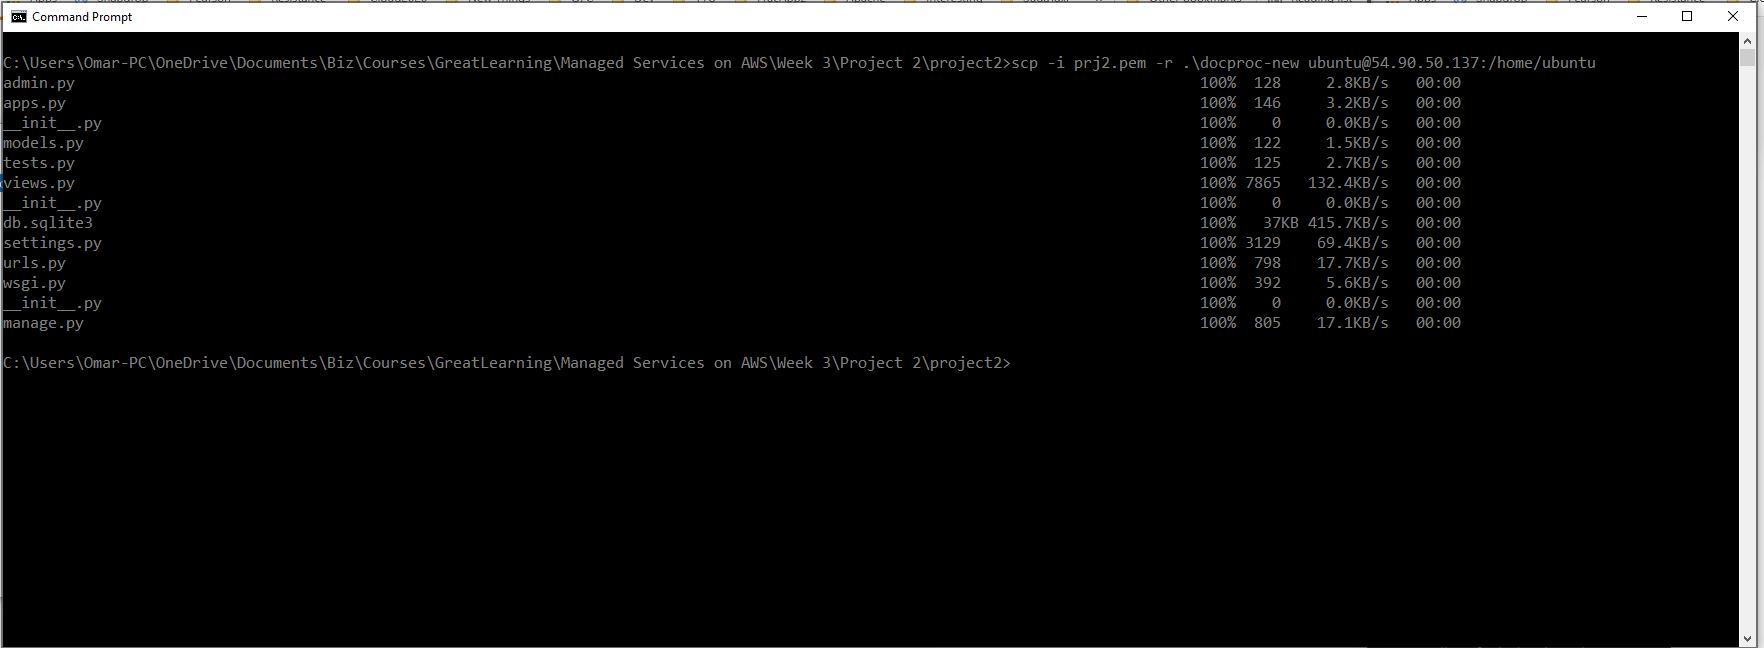 Command Prompt
C:\Users\Omar-PC\OneDrive\Documents\Biz\Courses\GreatLearning\Managed Services on AWS\Week 3\Project 2\project2>scp -i prj2.pem -r .\docproc-new ubuntu@54.90.50.137:/home/ubuntu
admin.py 100% 128 2.8KB/s 00:00
apps.py 100% 146 3.2KB/s 00:00
__init__.py 100% 0 0.0KB/s 00:00
models.py 100% 122 1.5KB/s 00:00
tests.py 100% 125 2.7KB/s 00:00
views.py 100% 7865 132.4KB/s 00:00
__init__.py 100% 0 0.0KB/s 00:00
db.sqlite3 100% 37KB 415.7KB/s 00:00
settings.py 100% 3129 69.4KB/s 00:00
urls.py 100% 798 17.7KB/s 00:00
wsgi.py 100% 392 5.6KB/s 00:00
__init__.py 100% 0 0.0KB/s 00:00
manage.py 100% 805 17.1KB/s 00:00
C:\Users\Omar-PC\OneDrive\Documents\Biz\Courses\GreatLearning\Managed Services on AWS\Week 3\Project 2\project2>